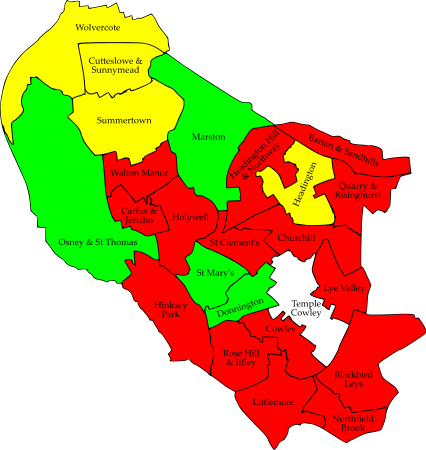 Wolvercote
Cutteslowe &
Sunnymead
Summertown
Marston
Headington Hill
& Northway
Barton & Sandhills
Headington
Walton Manor
Quarry &
Risinghurst
Carfax &
Jericho
Holywell
Osney & St Thomas
St Clement's
Churchill
St Mary's
Lye Valley
Donnington
Temple
Cowley
Hinksey
Park
Cowley
Rose Hill
& Iffley
Blackbird
Leys
Littlemore
Northfield
Brook